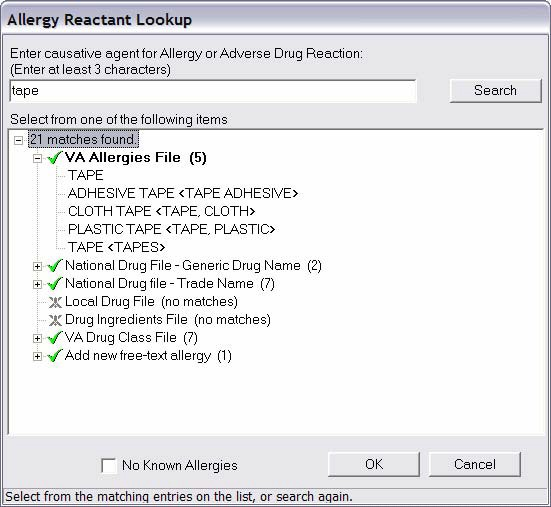 Allergy Reactant Lookup
Enter causative agent for Allergy or Adverse Drug Reaction:
(Enter at least 3 characters)
tape
Search
Select from one of the following items
21 matches found.
VA Allergies File (5)
TAPE
ADHESIVE TAPE <TAPE ADHESIVE>
CLOTH TAPE <TAPE, CLOTH>
PLASTIC TAPE <TAPE, PLASTIC>
TAPE <TAPES>
National Drug File - Generic Drug Name (2)
National Drug file - Trade Name (7)
Local Drug File (no matches)
Drug Ingredients File (no matches)
VA Drug Class File (7)
Add new free-text allergy (1)
No Known Allergies
OK
Cancel
Select from the matching entries on the list, or search again.